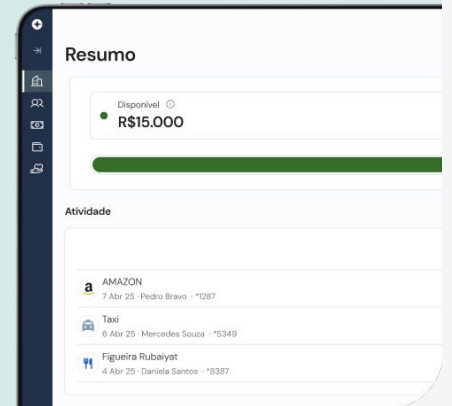 Resumo
Disponível
R$15.000
Atividade
a
AMAZON
7 Abr 25 · Pedro Bravo · *1287
Taxi
6 Abr 25 · Mercedes Souza · *5349
Figueira Rubaiyat
4 Abr 25 · Daniela Santos · *8387